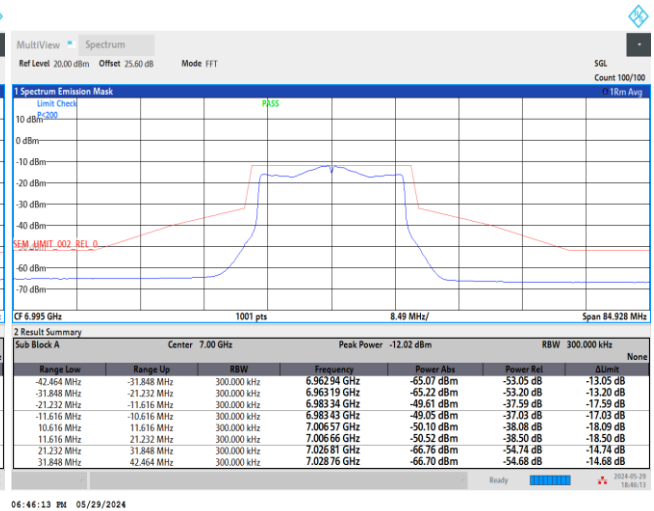 MultiView Spectrum
Ref Level 20.00 dBm Offset 25.60 dB Mode FFT SGL
Count 100/100
1 Spectrum Emission Mask 1Rm Avg
Limit Check PASS
P<200
10 dBm
0 dBm
-10 dBm
-20 dBm
-30 dBm
-40 dBm
SEM_LIMIT_002_REL_0
-60 dBm
-70 dBm
CF 6.995 GHz 1001 pts 8.49 MHz/ Span 84.928 MHz
2 Result Summary
Sub Block A Center 7.00 GHz Peak Power -12.02 dBm RBW 300.000 kHz
None
Range Low Range Up RBW Frequency Power Abs Power Rel ΔLimit
-42.464 MHz -31.848 MHz 300.000 kHz 6.962 94 GHz -65.07 dBm -53.05 dB -13.05 dB
-31.848 MHz -21.232 MHz 300.000 kHz 6.963 19 GHz -65.22 dBm -53.20 dB -13.20 dB
-21.232 MHz -11.616 MHz 300.000 kHz 6.983 34 GHz -49.61 dBm -37.59 dB -17.59 dB
-11.616 MHz -10.616 MHz 300.000 kHz 6.983 43 GHz -49.05 dBm -37.03 dB -17.03 dB
10.616 MHz 11.616 MHz 300.000 kHz 7.006 57 GHz -50.10 dBm -38.08 dB -18.09 dB
11.616 MHz 21.232 MHz 300.000 kHz 7.006 66 GHz -50.52 dBm -38.50 dB -18.50 dB
21.232 MHz 31.848 MHz 300.000 kHz 7.026 81 GHz -66.76 dBm -54.74 dB -14.74 dB
31.848 MHz 42.464 MHz 300.000 kHz 7.028 76 GHz -66.70 dBm -54.68 dB -14.68 dB
Ready 2024-05-29
18:46:13
06:46:13 PM 05/29/2024